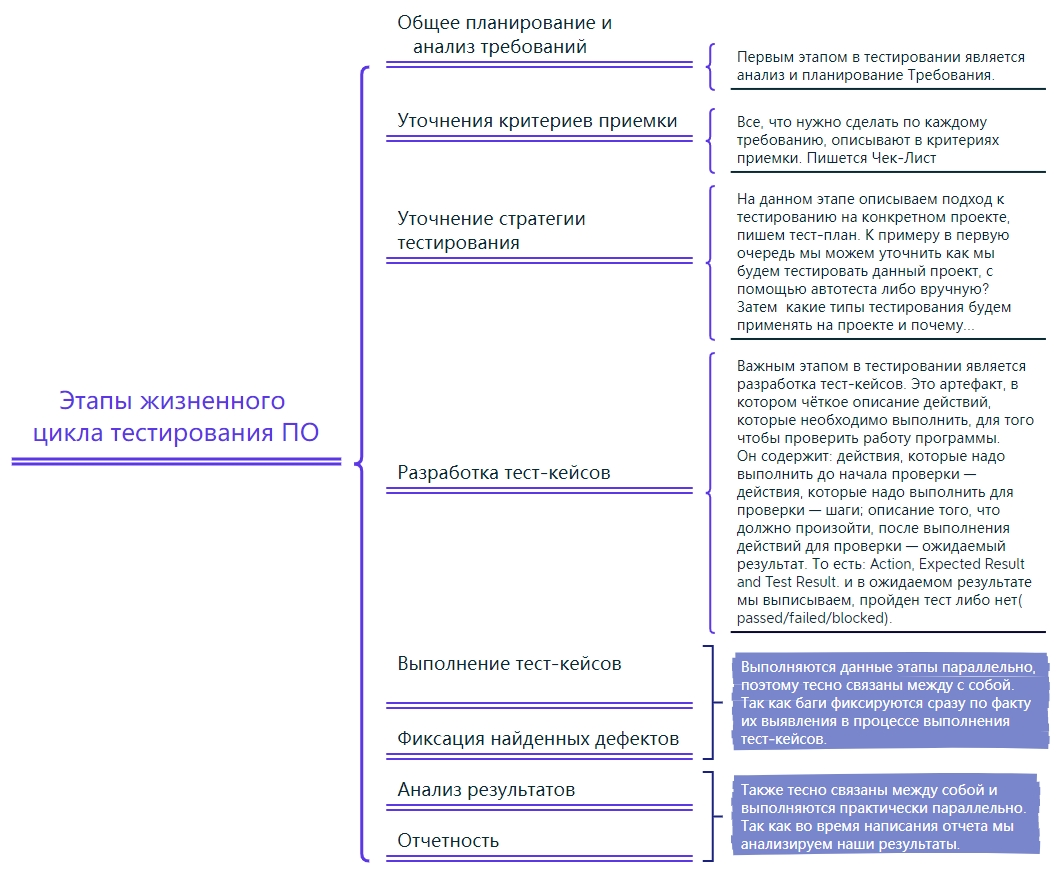 Этапы жизненного
цикла тестирования ПО
Общее планирование и
анализ требований
Первым этапом в тестировании является
анализ и планирование Требования.
Уточнения критериев приемки
Все, что нужно сделать по каждому
требованию, описывают в критериях
приемки. Пишется Чек-Лист
Уточнение стратегии
тестирования
На данном этапе описываем подход к
тестированию на конкретном проекте,
пишем тест-план. К примеру в первую
очередь мы можем уточнить как мы
будем тестировать данный проект, с
помощью автотеста либо вручную?
Затем  какие типы тестирования будем
применять на проекте и почему...
Разработка тест-кейсов
Важным этапом в тестировании является
разработка тест-кейсов. Это артефакт, в
котором чёткое описание действий,
которые необходимо выполнить, для того
чтобы проверить работу программы.
Он содержит: действия, которые надо
выполнить до начала проверки —
действия, которые надо выполнить для
проверки — шаги; описание того, что
должно произойти, после выполнения
действий для проверки — ожидаемый
результат. То есть: Action, Expected Result
and Test Result. и в ожидаемом результате
мы выписываем, пройден тест либо нет(
passed/failed/blocked).
Выполнение тест-кейсов
Фиксация найденных дефектов
Выполняются данные этапы параллельно,
поэтому тесно связаны между с собой.
Так как баги фиксируются сразу по факту
их выявления в процессе выполнения
тест-кейсов.
Анализ результатов
Отчетность
Также тесно связаны между собой и
выполняются практически параллельно.
Так как во время написания отчета мы
анализируем наши результаты.